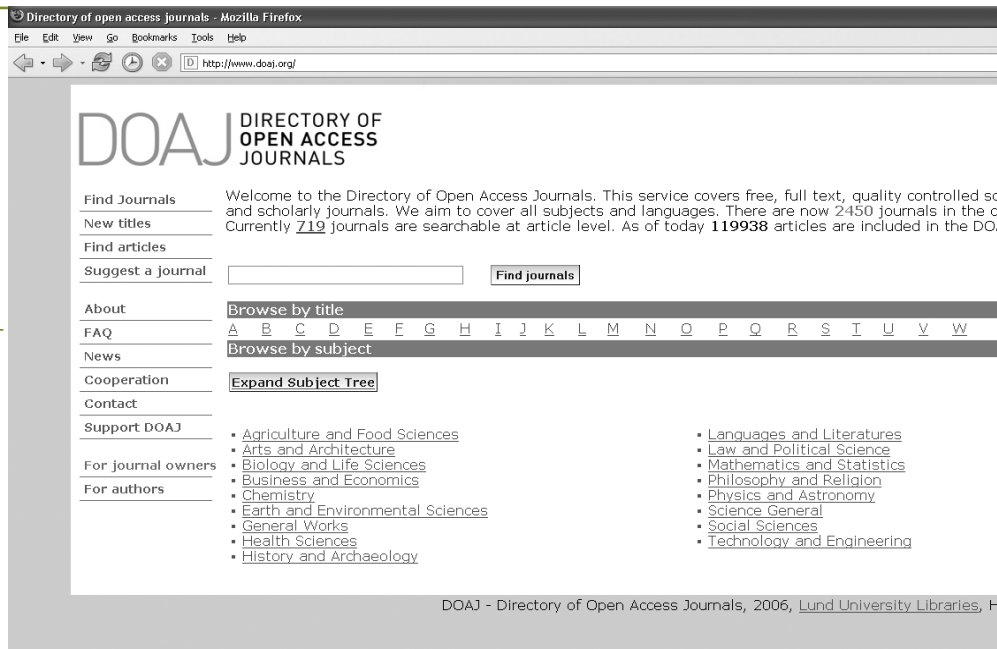 Directory of open access journals - Mozilla Firefox
File Edit View Go Bookmarks Tools Help
http://www.doaj.org/
DOAJ DIRECTORY OF
OPEN ACCESS
JOURNALS
Find Journals
New titles
Find articles
Suggest a journal
About
FAQ
News
Cooperation
Contact
Support DOAJ
For journal owners
For authors
Welcome to the Directory of Open Access Journals. This service covers free, full text, quality controlled sc
and scholarly journals. We aim to cover all subjects and languages. There are now 2450 journals in the d
Currently 719 journals are searchable at article level. As of today 119938 articles are included in the DOA
Find journals
Browse by title
A B C D E F G H I J K L M N O P Q R S T U V W
Browse by subject
Expand Subject Tree
Agriculture and Food Sciences
Arts and Architecture
Biology and Life Sciences
Business and Economics
Chemistry
Earth and Environmental Sciences
General Works
Health Sciences
History and Archaeology
Languages and Literatures
Law and Political Science
Mathematics and Statistics
Philosophy and Religion
Physics and Astronomy
Science General
Social Sciences
Technology and Engineering
DOAJ - Directory of Open Access Journals, 2006, Lund University Libraries, H